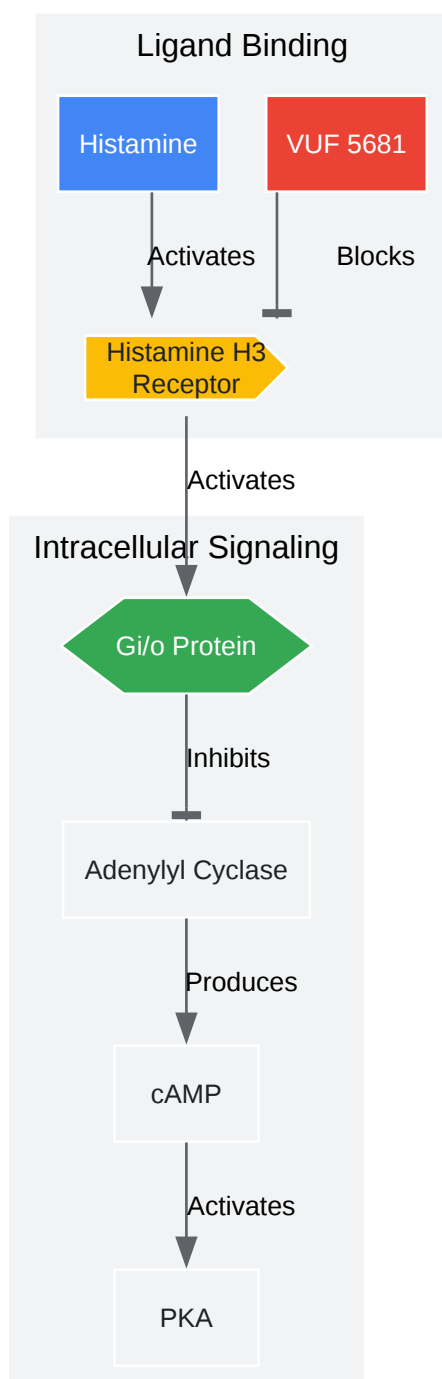 Ligand Binding
Histamine
VUF 5681
Activates
Blocks
Histamine H3
Receptor
Activates
Intracellular Signaling
Gi/o Protein
Inhibits
Adenylyl Cyclase
Produces
cAMP
Activates
PKA